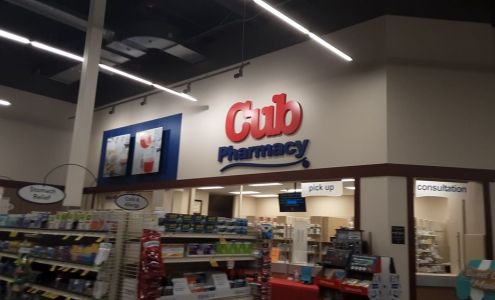 Cub
Pharmacy
pick up
consultation
Stomach Relief
Cold &